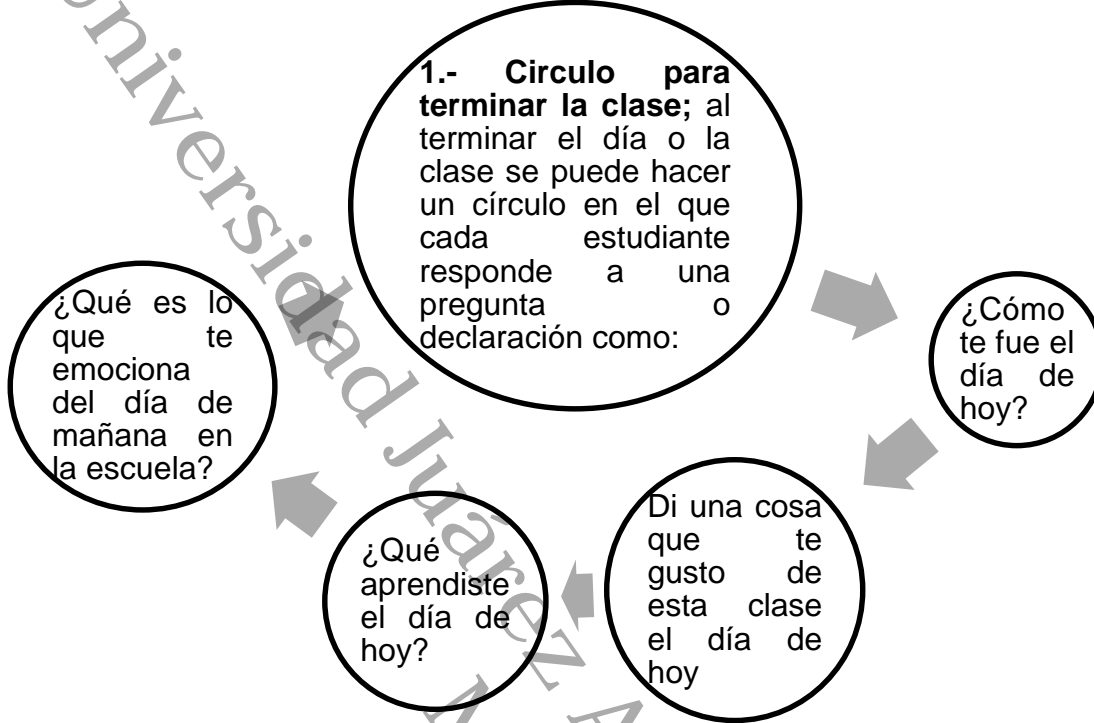 1.- Circulo para
terminar la clase; al
terminar el día o la
clase se puede hacer
un círculo en el que
cada estudiante
responde a una
pregunta o
declaración como:
¿Cómo
te fue el
día de
hoy?
Di una cosa
que te
gusto de
esta clase
el día de
hoy
¿Qué
aprendiste
el día de
hoy?
¿Qué es lo
que te
emociona
del día de
mañana en
la escuela?
Universidad Juárez A